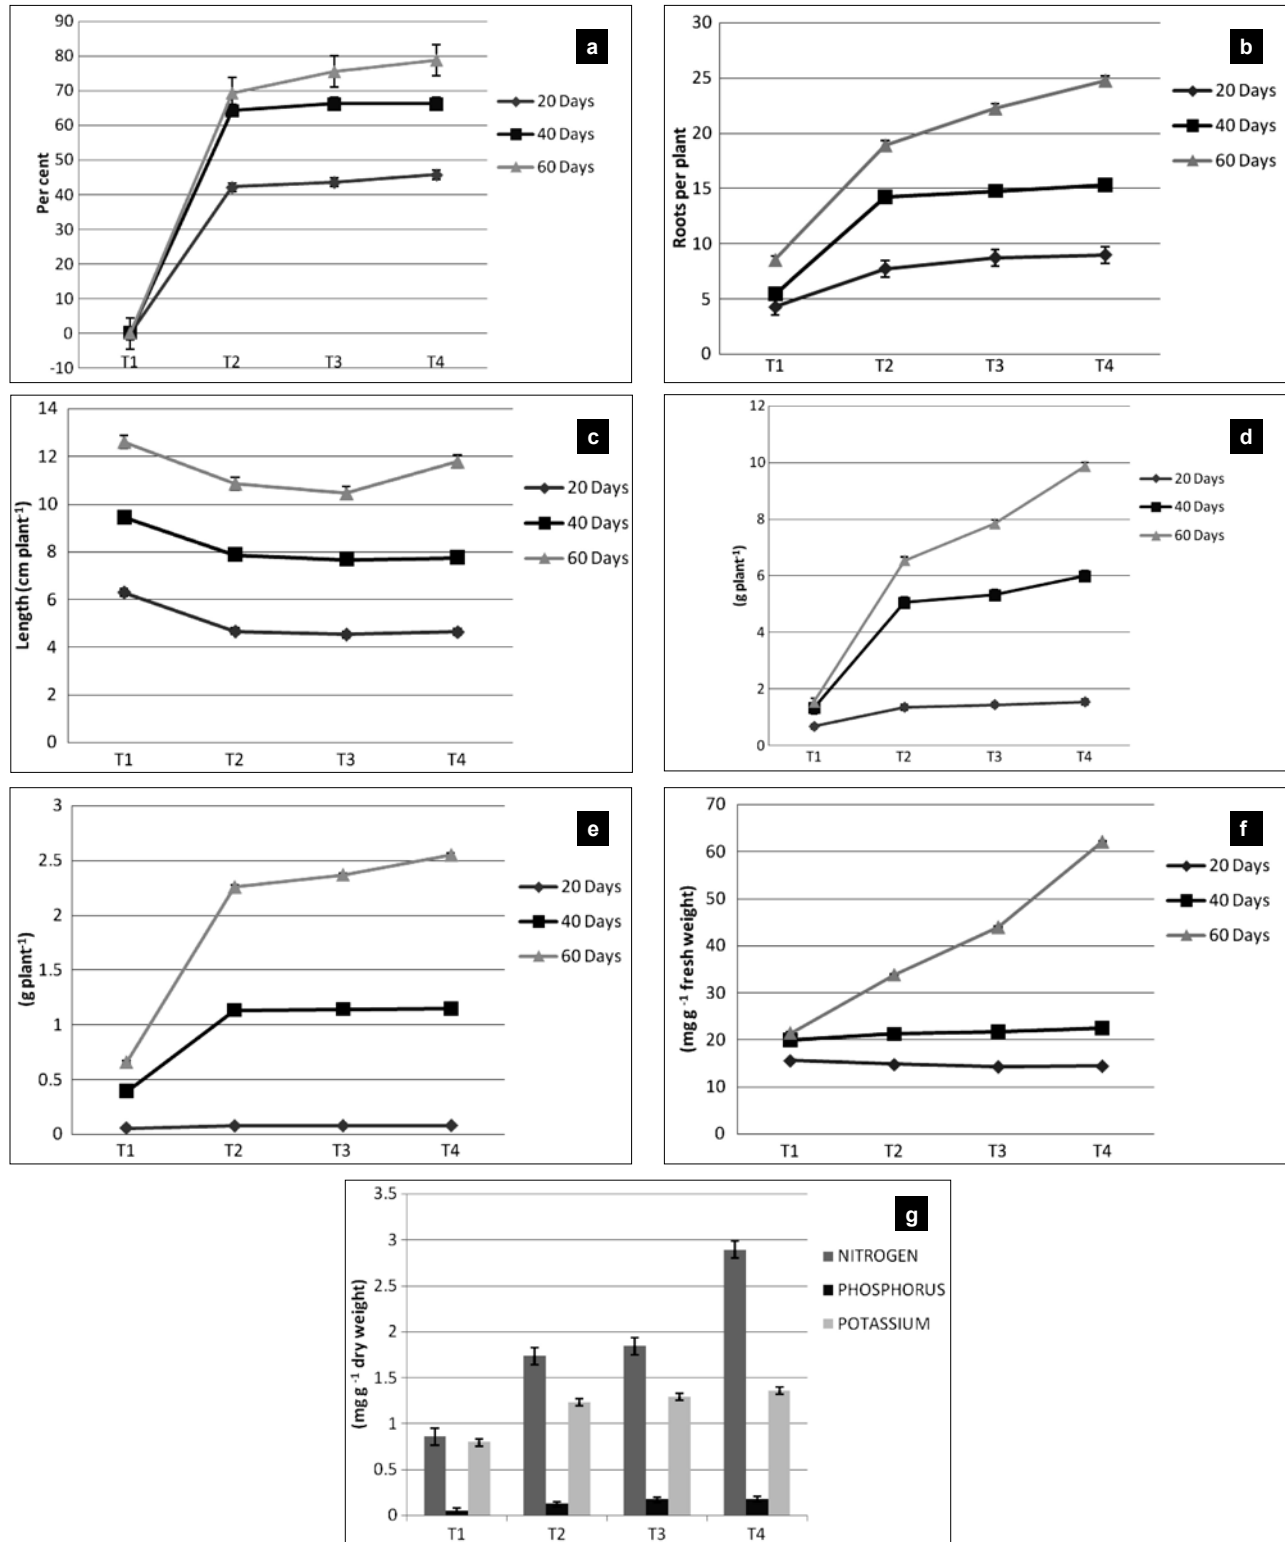 90
80
70
60
50
40
30
20
10
0
-10
Per cent
T1 T2 T3 T4
a
20 Days
40 Days
60 Days
30
25
20
15
10
5
0
Roots per plant
T1 T2 T3 T4
b
20 Days
40 Days
60 Days
14
12
10
8
6
4
2
0
Length (cm plant-1)
T1 T2 T3 T4
c
20 Days
40 Days
60 Days
12
10
8
6
4
2
0
(g plant-1)
T1 T2 T3 T4
d
20 Days
40 Days
60 Days
3
2.5
2
1.5
1
0.5
0
(g plant-1)
T1 T2 T3 T4
e
20 Days
40 Days
60 Days
70
60
50
40
30
20
10
0
(mg g -1 fresh weight)
T1 T2 T3 T4
f
20 Days
40 Days
60 Days
3.5
3
2.5
2
1.5
1
0.5
0
(mg g -1 dry weight)
T1 T2 T3 T4
g
NITROGEN
PHOSPHORUS
POTASSIUM